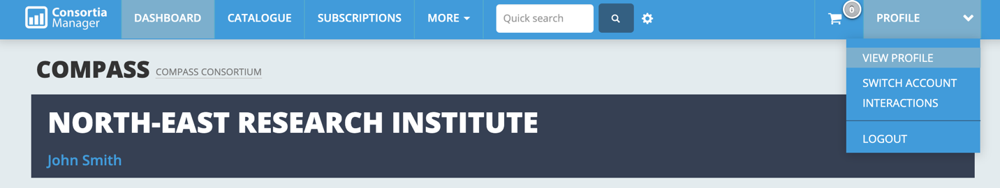 Consortia Manager DASHBOARD CATALOGUE SUBSCRIPTIONS MORE Quick search 0 PROFILE
VIEW PROFILE
COMPASS COMPASS CONSORTIUM
SWITCH ACCOUNT
INTERACTIONS
NORTH-EAST RESEARCH INSTITUTE
LOGOUT
John Smith